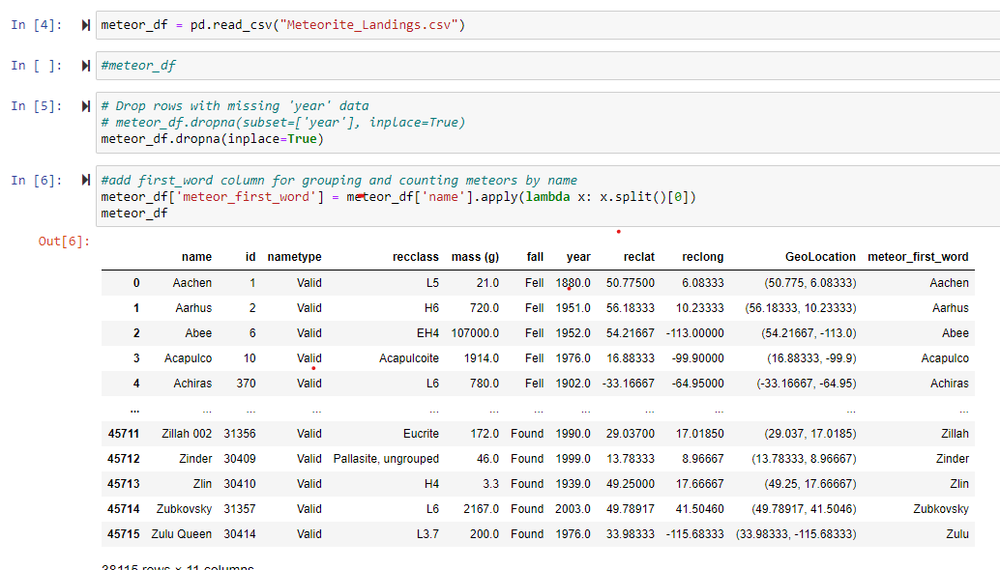 In [4]: meteor_df = pd.read_csv("Meteorite_Landings.csv")
In [ ]: #meteor_df
In [5]: # Drop rows with missing 'year' data
# meteor_df.dropna(subset=['year'], inplace=True)
meteor_df.dropna(inplace=True)
In [6]: #add first_word column for grouping and counting meteors by name
meteor_df['meteor_first_word'] = meteor_df['name'].apply(lambda x: x.split()[0])
meteor_df
Out[6]:
name id nametype recclass mass (g) fall year reclat reclong GeoLocation meteor_first_word
0 Aachen 1 Valid L5 21.0 Fell 1880.0 50.77500 6.08333 (50.775, 6.08333) Aachen
1 Aarhus 2 Valid H6 720.0 Fell 1951.0 56.18333 10.23333 (56.18333, 10.23333) Aarhus
2 Abee 6 Valid EH4 107000.0 Fell 1952.0 54.21667 -113.00000 (54.21667, -113.0) Abee
3 Acapulco 10 Valid Acapulcoite 1914.0 Fell 1976.0 16.88333 -99.90000 (16.88333, -99.9) Acapulco
4 Achiras 370 Valid L6 780.0 Fell 1902.0 -33.16667 -64.95000 (-33.16667, -64.95) Achiras
... ... ... ... ... ... ... ... ... ... ... ...
45711 Zillah 002 31356 Valid Eucrite 172.0 Found 1990.0 29.03700 17.01850 (29.037, 17.0185) Zillah
45712 Zinder 30409 Valid Pallasite, ungrouped 46.0 Found 1999.0 13.78333 8.96667 (13.78333, 8.96667) Zinder
45713 Zlin 30410 Valid H4 3.3 Found 1939.0 49.25000 17.66667 (49.25, 17.66667) Zlin
45714 Zubkovsky 31357 Valid L6 2167.0 Found 2003.0 49.78917 41.50460 (49.78917, 41.5046) Zubkovsky
45715 Zulu Queen 30414 Valid L3.7 200.0 Found 1976.0 33.98333 -115.68333 (33.98333, -115.68333) Zulu
38115 rows × 11 columns